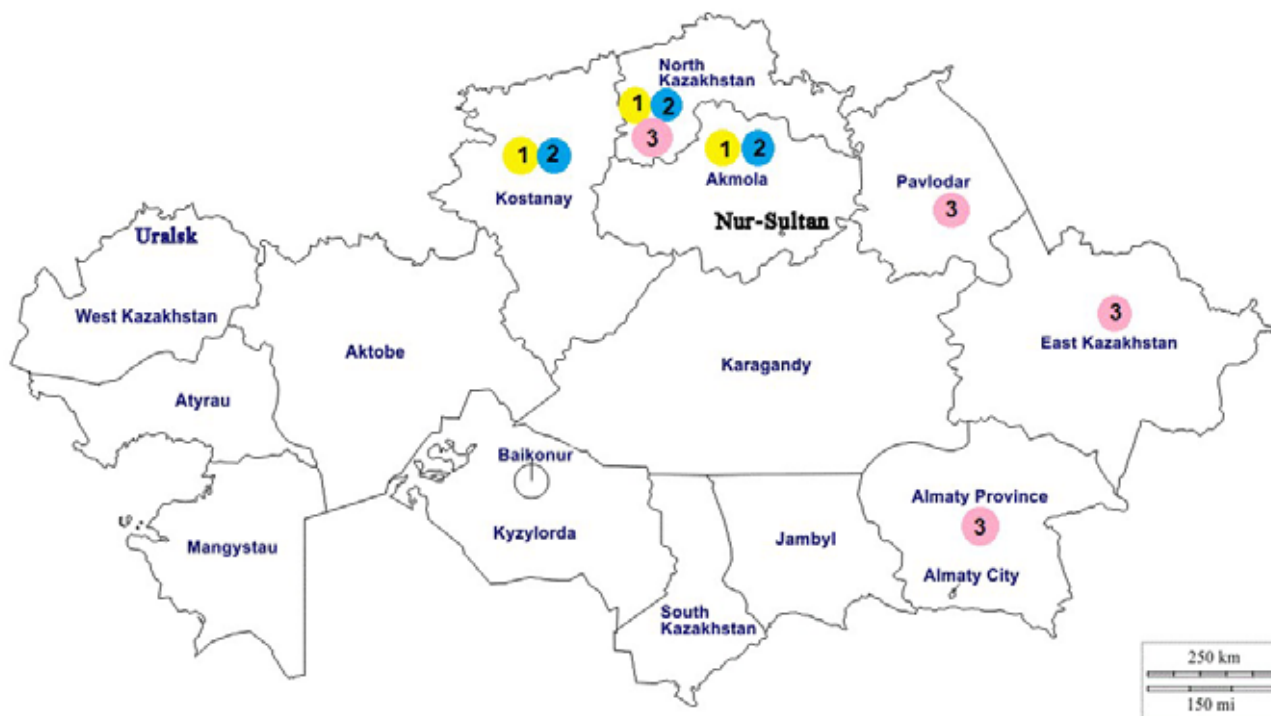 North
Kazakhstan
1 2
3
1 2
Kostanay
1 2
Akmola
Pavlodar
3
Nur-Sultan
Uralsk
West Kazakhstan
3
East Kazakhstan
Aktobe
Karagandy
Atyrau
Baikonur
Almaty Province
3
Kyzylorda
Jambyl
Mangystau
Almaty City
South
Kazakhstan
250 km
150 mi